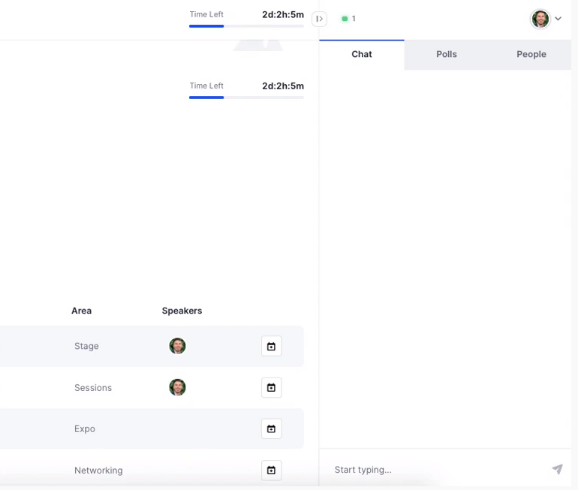 Time Left 2d:2h:5m
1
Chat Polls People
Time Left 2d:2h:5m
Area Speakers
Stage
Sessions
Expo
Networking
Start typing...